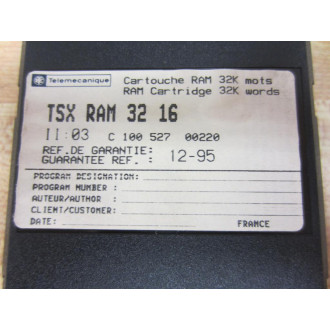 Telemecanique
Cartouche RAM 32K mots
RAM Cartridge 32K words
TSX RAM 32 16
11:03 C 100 527 00220
REF.DE GARANTIE:
GUARANTEE REF. : 12-95
PROGRAM DESIGNATION:
PROGRAM NUMBER :
AUTEUR/AUTHOR :
CLIENT/CUSTOMER:
DATE: FRANCE